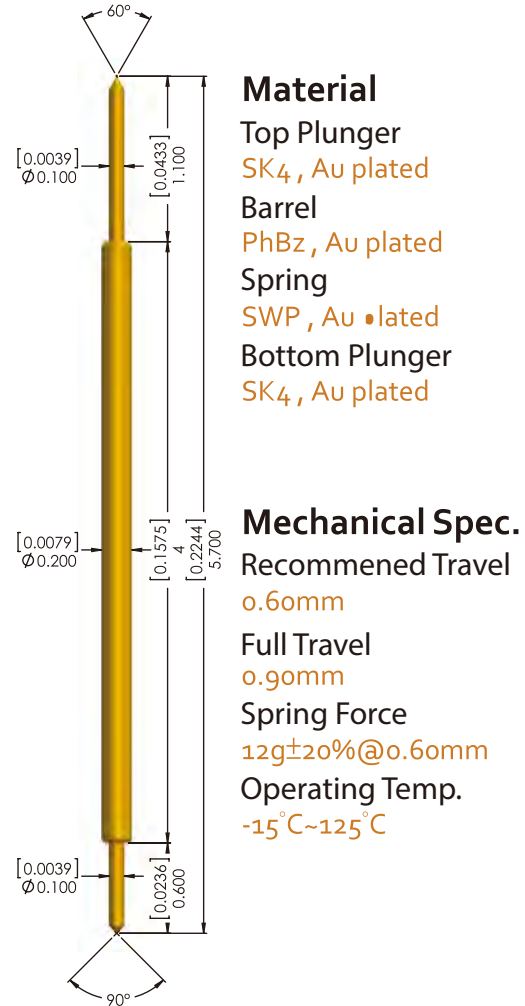 60°
[0.0039]
Ø0.100
[0.0433]
1.100
[0.0079]
Ø0.200
[0.1575]
4
[0.2244]
5.700
[0.0039]
Ø0.100
[0.0236]
0.600
90°
Material
Top Plunger
SK4 , Au plated
Barrel
PhBz , Au plated
Spring
SWP , Au •lated
Bottom Plunger
SK4 , Au plated
Mechanical Spec.
Recommened Travel
0.60mm
Full Travel
0.90mm
Spring Force
12g±20%@0.60mm
Operating Temp.
-15°C~125°C